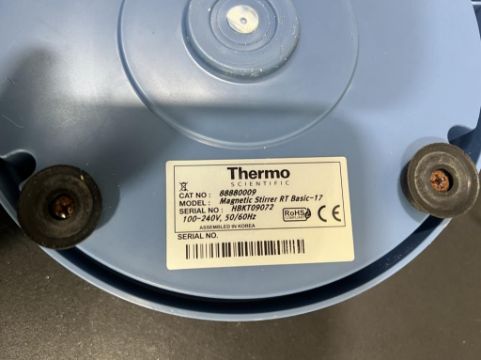 Thermo
SCIENTIFIC
CAT NO : 88880009
MODEL : Magnetic Stirrer RT Basic-17
SERIAL NO : HBKT09072
100-240V, 50/60Hz
ASSEMBLED IN KOREA
RoHS
SERIAL NO.